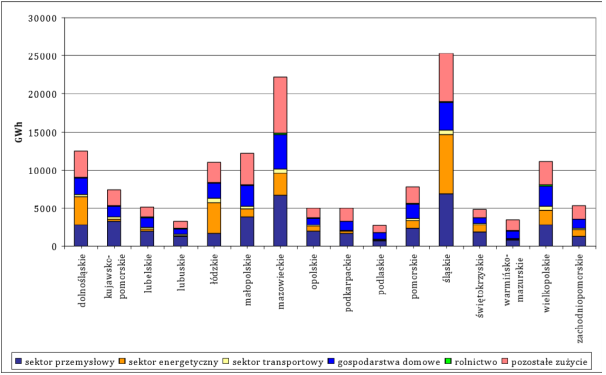 30000
25000
20000
15000
10000
5000
0
GWh
dolnośląskie
kujawsko-
pomorskie
lubelskie
lubuskie
łódzkie
małopolskie
mazowieckie
opolskie
podkarpackie
podlaskie
pomorskie
śląskie
świętokrzyskie
warmińsko-
mazurskie
wielkopolskie
zachodniopomorskie
sektor przemysłowy sektor energetyczny sektor transportowy gospodarstwa domowe rolnictwo pozostałe zużycie